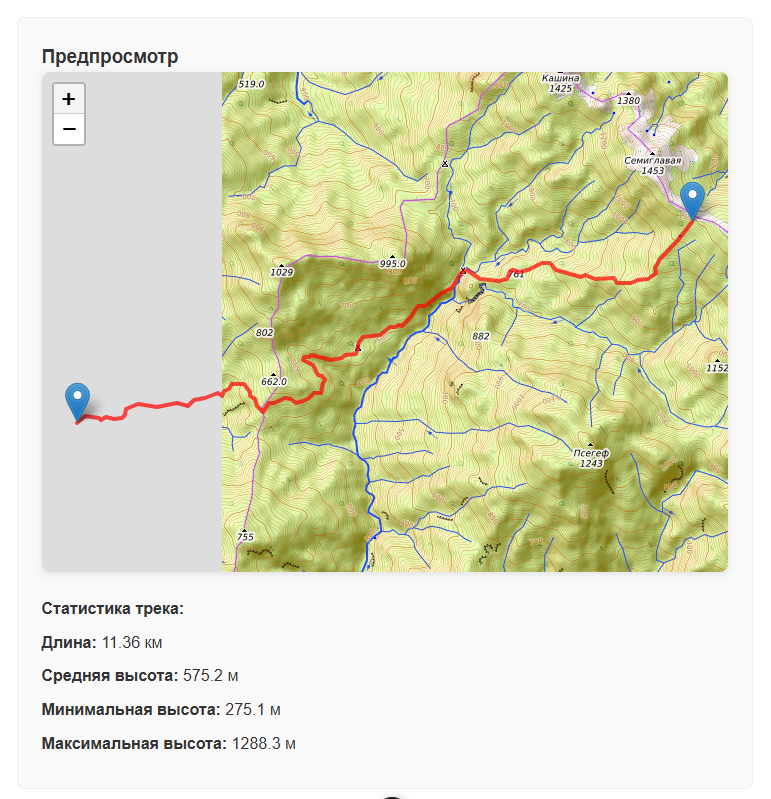 Предпросмотр
+
−
519.0
Кашина
1425
1380
Семиглавая
1453
995.0
1029
761
802
882
662.0
1152
Псегеф
1243
755
Статистика трека:
Длина: 11.36 км
Средняя высота: 575.2 м
Минимальная высота: 275.1 м
Максимальная высота: 1288.3 м